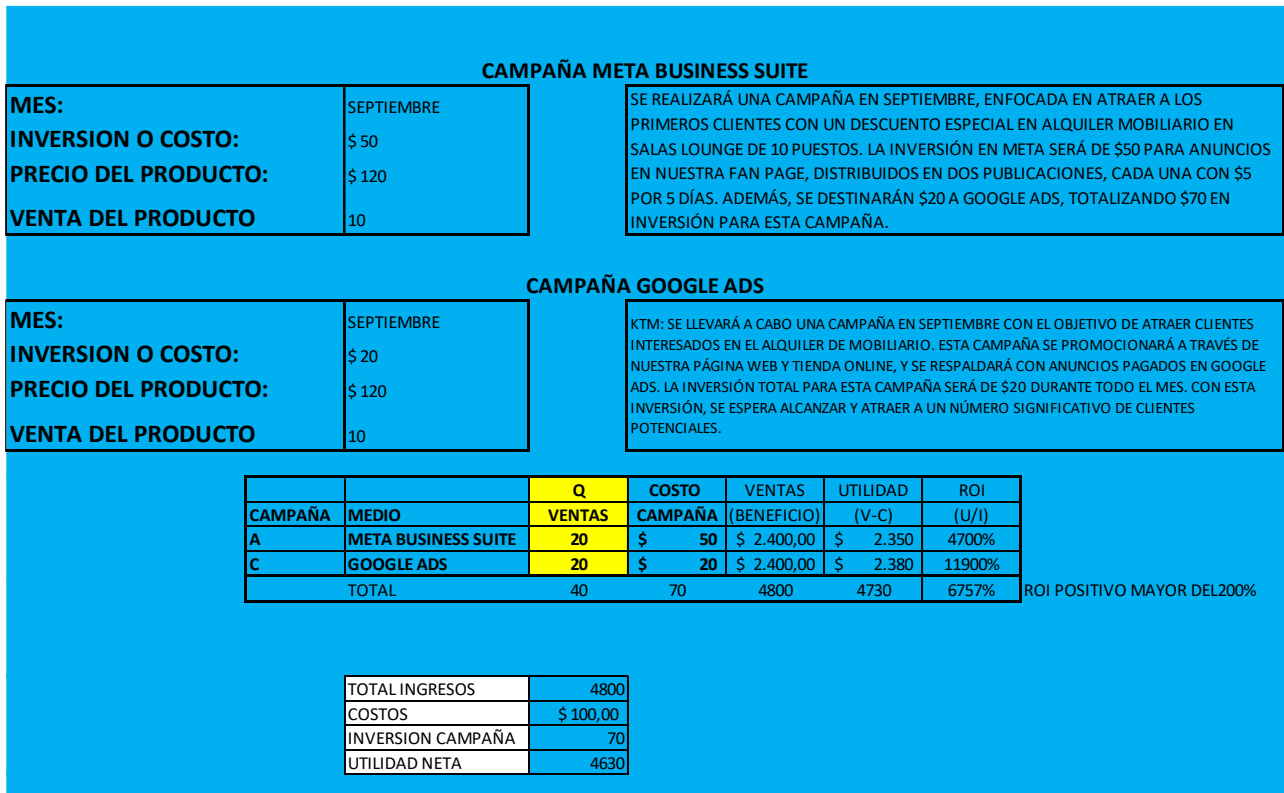 CAMPAÑA META BUSINESS SUITE
MES: SEPTIEMBRE
INVERSION O COSTO: $ 50
PRECIO DEL PRODUCTO: $ 120
VENTA DEL PRODUCTO 10
SE REALIZARÁ UNA CAMPAÑA EN SEPTIEMBRE, ENFOCADA EN ATRAER A LOS
PRIMEROS CLIENTES CON UN DESCUENTO ESPECIAL EN ALQUILER MOBILIARIO EN
SALAS LOUNGE DE 10 PUESTOS. LA INVERSIÓN EN META SERÁ DE $50 PARA ANUNCIOS
EN NUESTRA FAN PAGE, DISTRIBUIDOS EN DOS PUBLICACIONES, CADA UNA CON $5
POR 5 DÍAS. ADEMÁS, SE DESTINARÁN $20 A GOOGLE ADS, TOTALIZANDO $70 EN
INVERSIÓN PARA ESTA CAMPAÑA.
CAMPAÑA GOOGLE ADS
MES: SEPTIEMBRE
INVERSION O COSTO: $ 20
PRECIO DEL PRODUCTO: $ 120
VENTA DEL PRODUCTO 10
KTM: SE LLEVARÁ A CABO UNA CAMPAÑA EN SEPTIEMBRE CON EL OBJETIVO DE ATRAER CLIENTES
INTERESADOS EN EL ALQUILER DE MOBILIARIO. ESTA CAMPAÑA SE PROMOCIONARÁ A TRAVÉS DE
NUESTRA PÁGINA WEB Y TIENDA ONLINE, Y SE RESPALDARÁ CON ANUNCIOS PAGADOS EN GOOGLE
ADS. LA INVERSIÓN TOTAL PARA ESTA CAMPAÑA SERÁ DE $20 DURANTE TODO EL MES. CON ESTA
INVERSIÓN, SE ESPERA ALCANZAR Y ATRAER A UN NÚMERO SIGNIFICATIVO DE CLIENTES
POTENCIALES.
Q COSTO VENTAS UTILIDAD ROI
CAMPAÑA MEDIO VENTAS CAMPAÑA (BENEFICIO) (V-C) (U/I)
A META BUSINESS SUITE 20 $ 50 $ 2.400,00 $ 2.350 4700%
C GOOGLE ADS 20 $ 20 $ 2.400,00 $ 2.380 11900%
TOTAL 40 70 4800 4730 6757% ROI POSITIVO MAYOR DEL200%
TOTAL INGRESOS 4800
COSTOS $ 100,00
INVERSION CAMPAÑA 70
UTILIDAD NETA 4630